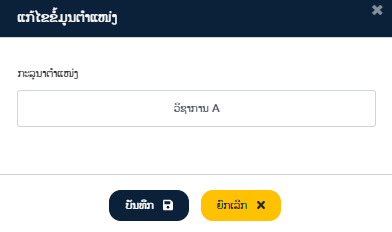 ແກ້ໄຂຂໍ້ມູນຕຳແໜ່ງ
ກະລຸນາຕຳແໜ່ງ
ວິຊາການ A
ບັນທຶກ
ຍົກເລີກ